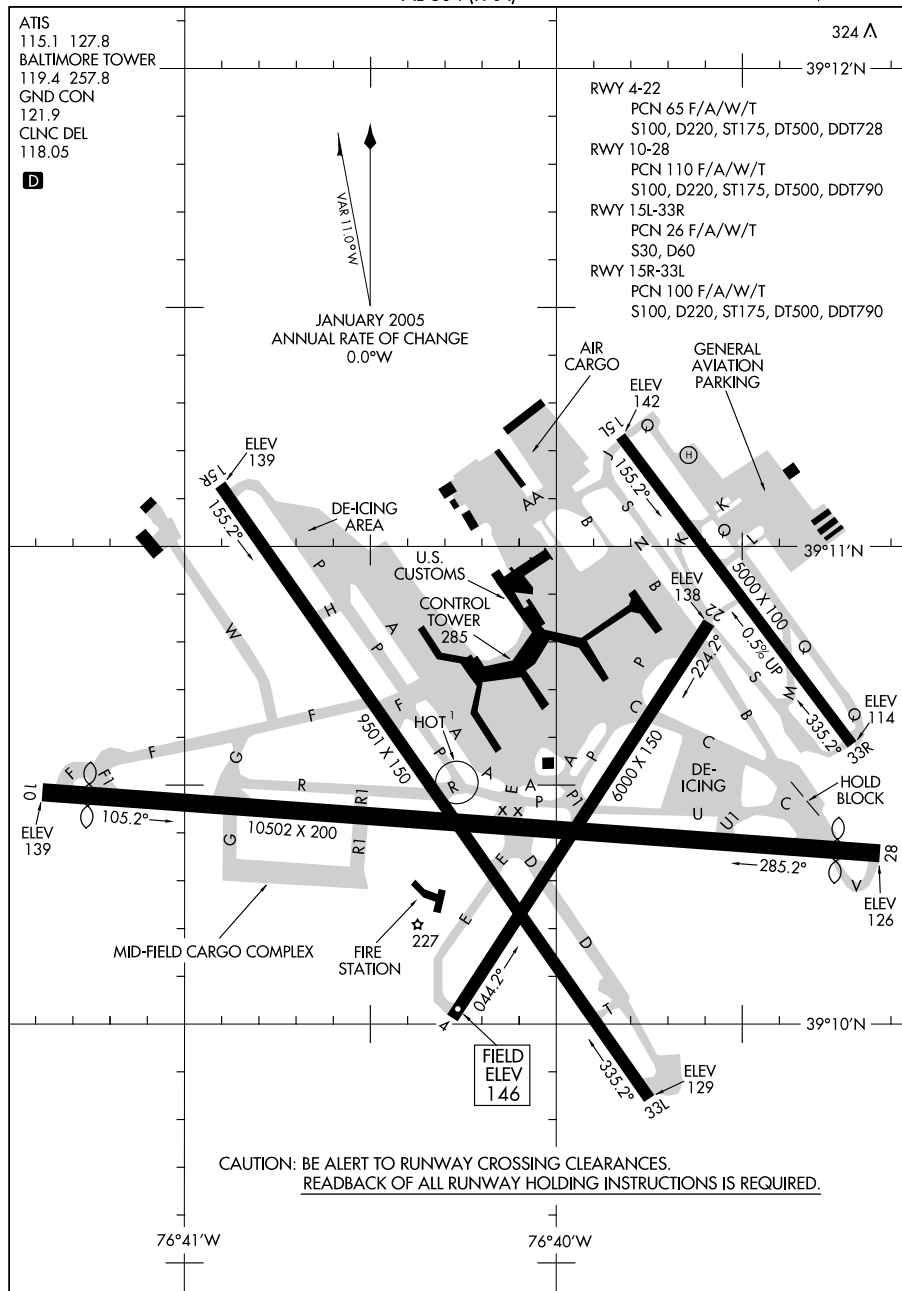 ATIS
115.1 127.8
BALTIMORE TOWER
119.4 257.8
GND CON
121.9
CLNC DEL
118.05
D
324
39°12'N
RWY 4-22
PCN 65 F/A/W/T
S100, D220, ST175, DT500, DDT728
RWY 10-28
PCN 110 F/A/W/T
S100, D220, ST175, DT500, DDT790
RWY 15L-33R
PCN 26 F/A/W/T
S30, D60
RWY 15R-33L
PCN 100 F/A/W/T
S100, D220, ST175, DT500, DDT790
VAR 11.0°W
JANUARY 2005
ANNUAL RATE OF CHANGE
0.0°W
AIR
CARGO
GENERAL
AVIATION
PARKING
ELEV
142
15L
Q
H
J
155.2°
ELEV
139
15R
155.2°
DE-ICING
AREA
AA
B
S
N
K
K
Q
L
39°11'N
U.S.
CUSTOMS
CONTROL
TOWER
285
ELEV
138
22
B
5000 X 100
0.5% UP
P
H
A
P
W
224.2°
P
S
M
Q
Q
335.2°
33R
ELEV
114
F
F
F
G
9501 X 150
HOT 1
A
P
R
A
E
A
P
A
P
P1
C
C
B
6000 X 150
DE-
ICING
HOLD
BLOCK
C
U
U1
F
F1
R
R1
R1
G
X X
10
ELEV
139
105.2°
10502 X 200
285.2°
28
V
ELEV
126
E
D
E
D
T
MID-FIELD CARGO COMPLEX
FIRE
STATION
227
044.2°
4
39°10'N
FIELD
ELEV
146
335.2°
33L
ELEV
129
CAUTION: BE ALERT TO RUNWAY CROSSING CLEARANCES.
READBACK OF ALL RUNWAY HOLDING INSTRUCTIONS IS REQUIRED.
76°41'W
76°40'W